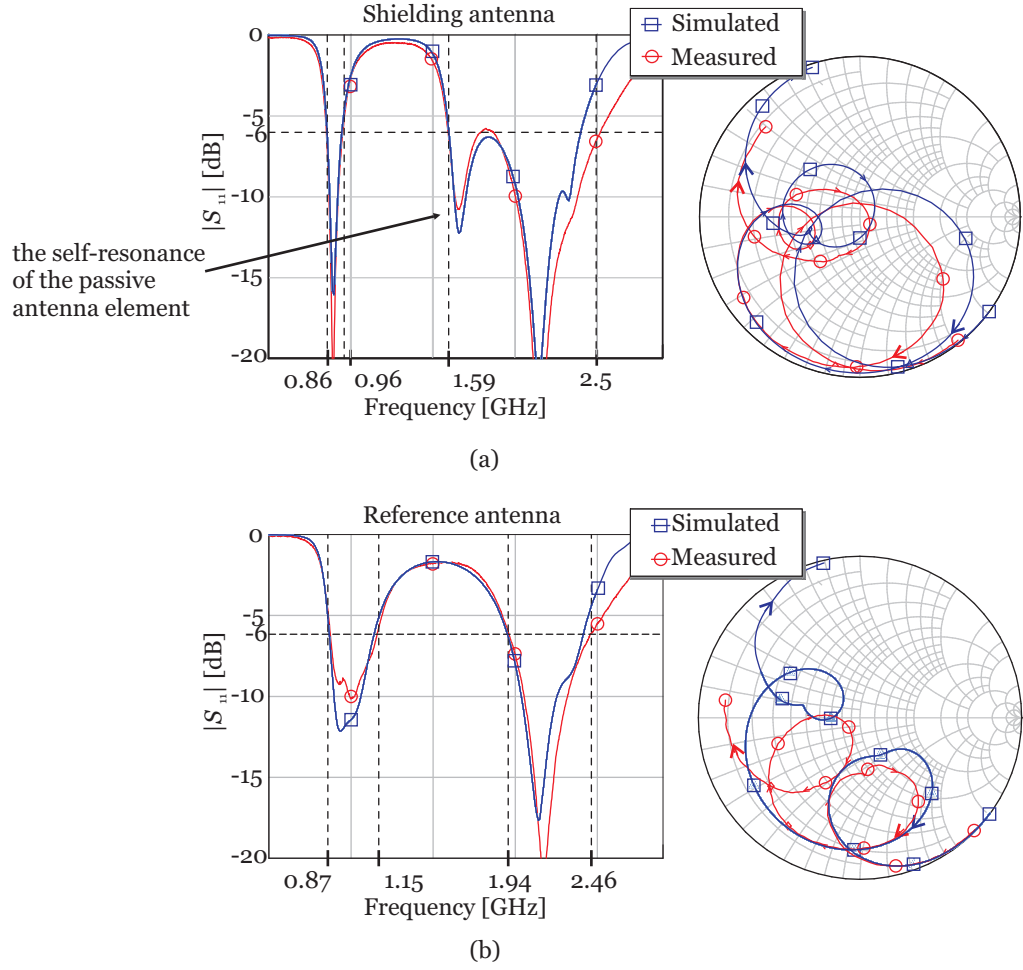 Shielding antenna
Simulated
Measured
0
-5
-6
-10
-15
-20
|S₁₁| [dB]
the self-resonance
of the passive
antenna element
0.86 0.96 1.59 2.5
Frequency [GHz]
(a)
Reference antenna
Simulated
Measured
0
-5
-6
-10
-15
-20
|S₁₁| [dB]
0.87 1.15 1.94 2.46
Frequency [GHz]
(b)